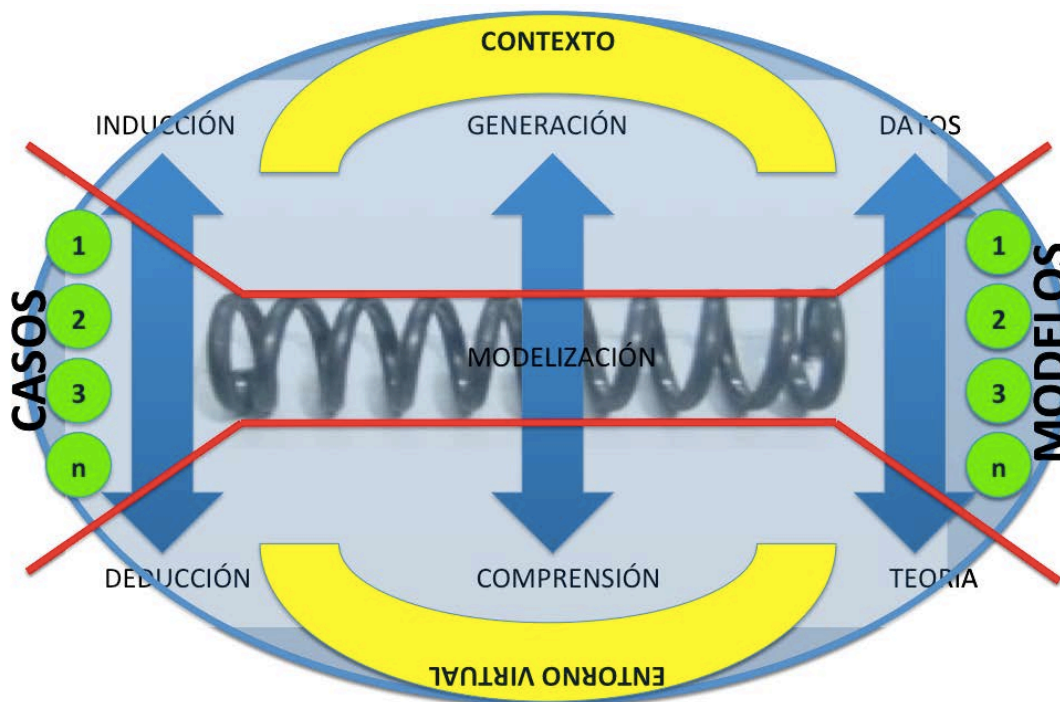 CONTEXTO
INDUCCIÓN
GENERACIÓN
DATOS
CASOS
1
2
3
n
MODELIZACIÓN
1
2
3
n
MODELOS
DEDUCCIÓN
COMPRENSIÓN
TEORIA
ENTORNO VIRTUAL